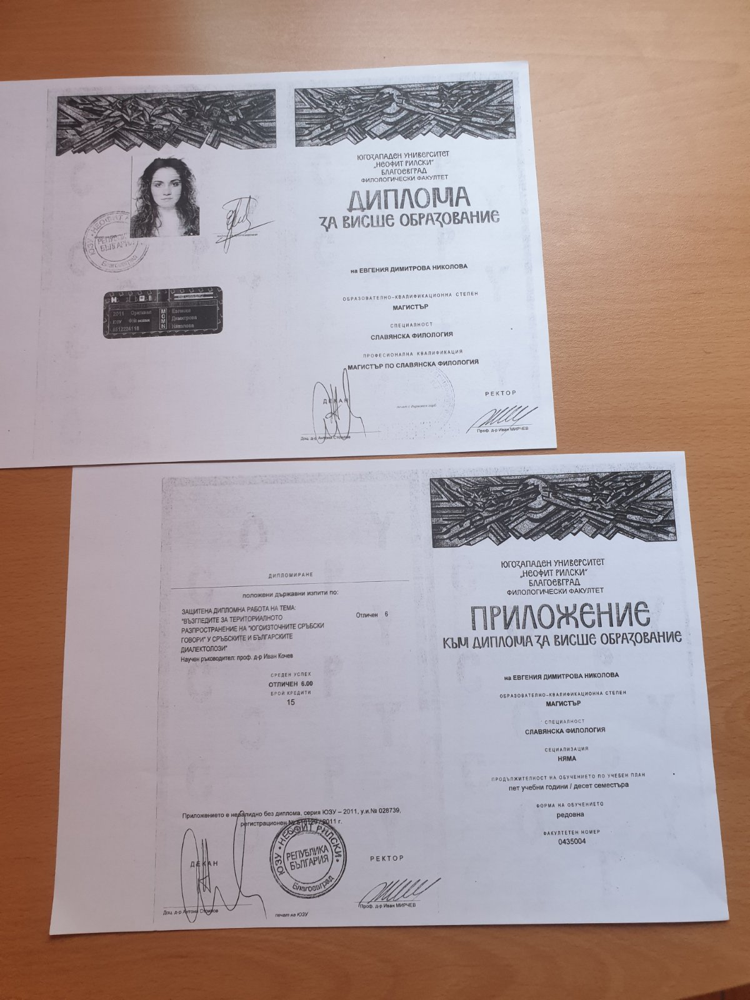 ЮГОЗАПАДЕН УНИВЕРСИТЕТ
„НЕОФИТ РИЛСКИ“
БЛАГОЕВГРАД
ФИЛОЛОГИЧЕСКИ ФАКУЛТЕТ
ДИПЛОМА
ЗА ВИСШЕ ОБРАЗОВАНИЕ
на ЕВГЕНИЯ ДИМИТРОВА НИКОЛОВА
ОБРАЗОВАТЕЛНО-КВАЛИФИКАЦИОННА СТЕПЕН
МАГИСТЪР
СПЕЦИАЛНОСТ
СЛАВЯНСКА ФИЛОЛОГИЯ
ПРОФЕСИОНАЛНА КВАЛИФИКАЦИЯ
МАГИСТЪР ПО СЛАВЯНСКА ФИЛОЛОГИЯ
ДЕКАН
РЕКТОР
печат с държавен герб
Доц. д-р Антони Стоилов
Проф. д-р Иван МИРЧЕВ
ЮЗУ • НЕОФИТ
РЕПУБЛИКА
БЪЛГАРИЯ
Благоевград
2011 Оригинал
ЮЗУ
МОМН
Евгения
Димитрова
Николова
ДИПЛОМИРАНЕ
положени държавни изпити по:
ЗАЩИТЕНА ДИПЛОМНА РАБОТА НА ТЕМА:
"ВЪЗГЛЕДИТЕ ЗА ТЕРИТОРИАЛНОТО Отличен 6
РАЗПРОСТРАНЕНИЕ НА "ЮГОИЗТОЧНИТЕ СРЪБСКИ
ГОВОРИ" У СРЪБСКИТЕ И БЪЛГАРСКИТЕ
ДИАЛЕКТОЛОЗИ"
Научен ръководител: проф. д-р Иван Кочев
СРЕДЕН УСПЕХ
ОТЛИЧЕН 6.00
БРОЙ КРЕДИТИ
15
Приложението е невалидно без диплома, серия ЮЗУ – 2011, у.и.№ 028739,
регистрационен № / 2011 г.
ЮЗУ • НЕОФИТ РИЛСКИ •
РЕПУБЛИКА
БЪЛГАРИЯ
Благоевград
ДЕКАН
РЕКТОР
Доц. д-р Антони Стоилов
печат на ЮЗУ
Проф. д-р Иван МИРЧЕВ
ЮГОЗАПАДЕН УНИВЕРСИТЕТ
„НЕОФИТ РИЛСКИ“
БЛАГОЕВГРАД
ФИЛОЛОГИЧЕСКИ ФАКУЛТЕТ
ПРИЛОЖЕНИЕ
КЪМ ДИПЛОМА ЗА ВИСШЕ ОБРАЗОВАНИЕ
на ЕВГЕНИЯ ДИМИТРОВА НИКОЛОВА
ОБРАЗОВАТЕЛНО-КВАЛИФИКАЦИОННА СТЕПЕН
МАГИСТЪР
СПЕЦИАЛНОСТ
СЛАВЯНСКА ФИЛОЛОГИЯ
СЕЦИАЛИЗАЦИЯ
НЯМА
ПРОДЪЛЖИТЕЛНОСТ НА ОБУЧЕНИЕТО ПО УЧЕБЕН ПЛАН
пет учебни години / десет семестъра
ФОРМА НА ОБУЧЕНИЕТО
редовна
ФАКУЛТЕТЕН НОМЕР
0435004